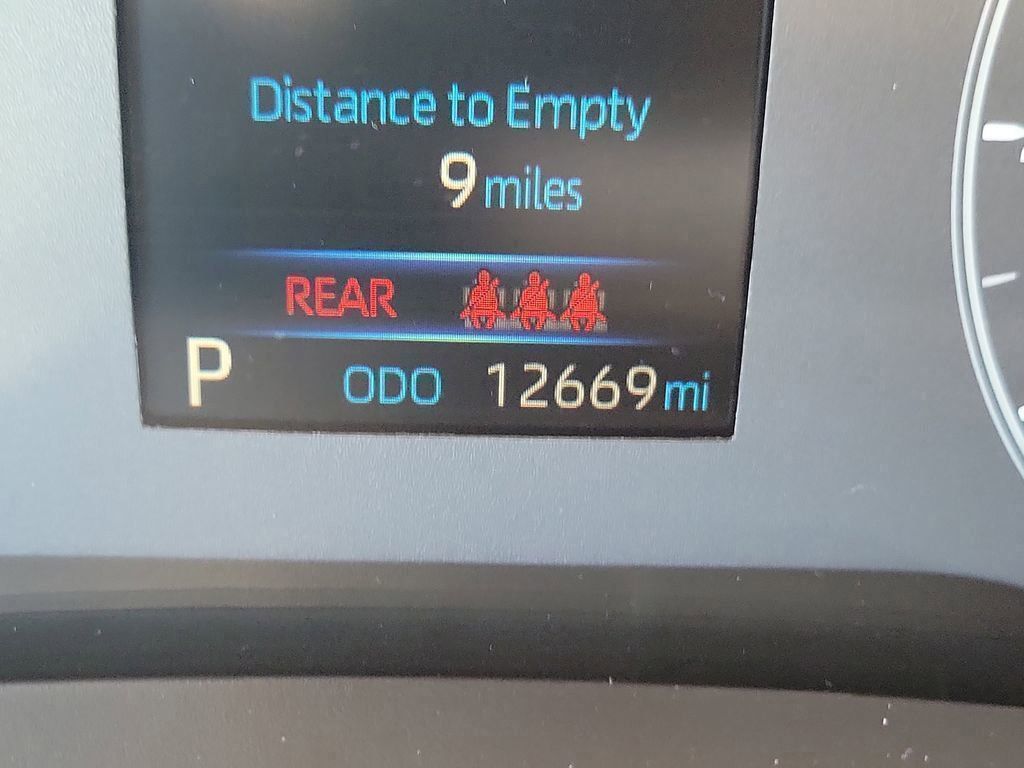 Distance to Empty
9 miles
REAR
P ODO 12669 mi